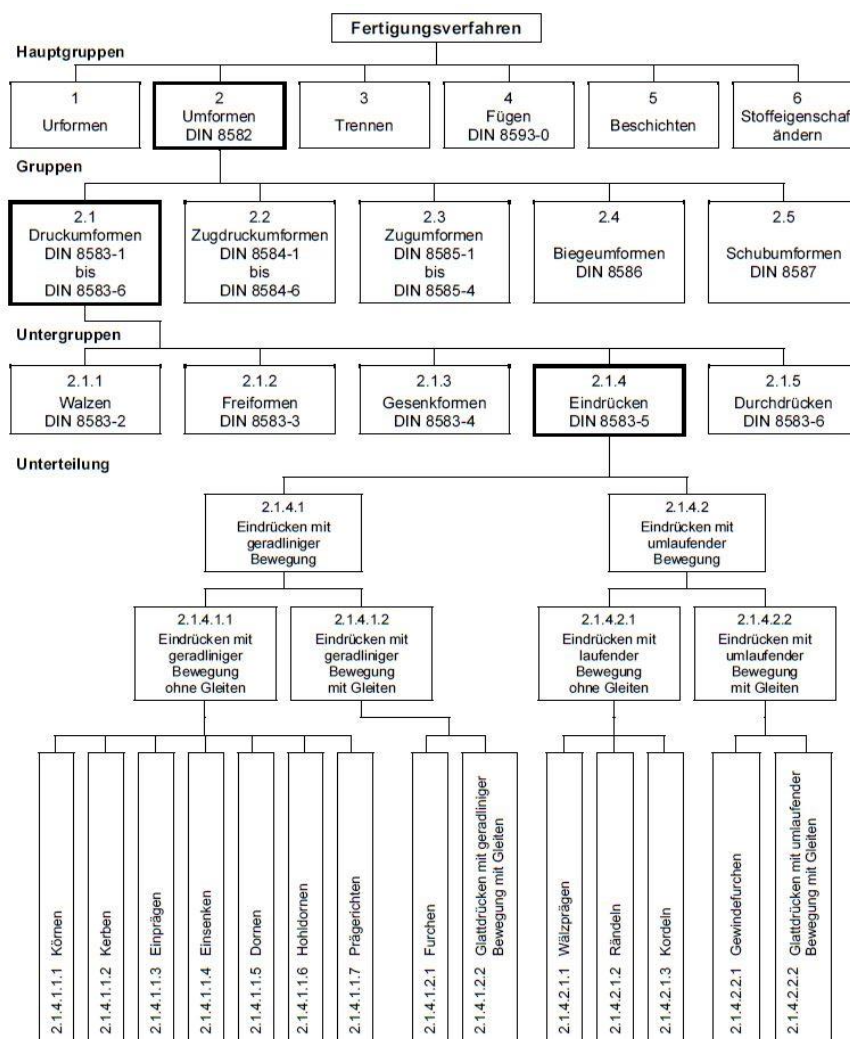 Fertigungsverfahren
Hauptgruppen
1
Urformen
2
Umformen
DIN 8582
3
Trennen
4
Fügen
DIN 8593-0
5
Beschichten
6
Stoffeigenschaf
ändern
Gruppen
2.1
Druckumformen
DIN 8583-1
bis
DIN 8583-6
2.2
Zugdruckumformen
DIN 8584-1
bis
DIN 8584-6
2.3
Zugumformen
DIN 8585-1
bis
DIN 8585-4
2.4
Biegeumformen
DIN 8586
2.5
Schubumformen
DIN 8587
Untergruppen
2.1.1
Walzen
DIN 8583-2
2.1.2
Freiformen
DIN 8583-3
2.1.3
Gesenkformen
DIN 8583-4
2.1.4
Eindrücken
DIN 8583-5
2.1.5
Durchdrücken
DIN 8583-6
Unterteilung
2.1.4.1
Eindrücken mit
geradliniger
Bewegung
2.1.4.2
Eindrücken mit
umlaufender
Bewegung
2.1.4.1.1
Eindrücken mit
geradliniger
Bewegung
ohne Gleiten
2.1.4.1.2
Eindrücken mit
geradliniger
Bewegung
mit Gleiten
2.1.4.2.1
Eindrücken mit
laufender
Bewegung
ohne Gleiten
2.1.4.2.2
Eindrücken mit
umlaufender
Bewegung
mit Gleiten
2.1.4.1.1.1 Körnen
2.1.4.1.1.2 Kerben
2.1.4.1.1.3 Einprägen
2.1.4.1.1.4 Einsenken
2.1.4.1.1.5 Dornen
2.1.4.1.1.6 Hohldornen
2.1.4.1.1.7 Prägerichten
2.1.4.1.2.1 Furchen
2.1.4.1.2.2 Glattdrücken mit geradliniger
Bewegung mit Gleiten
2.1.4.2.1.1 Wälzprägen
2.1.4.2.1.2 Rändeln
2.1.4.2.1.3 Kordeln
2.1.4.2.2.1 Gewindefurchen
2.1.4.2.2.2 Glattdrücken mit umlaufender
Bewegung mit Gleiten